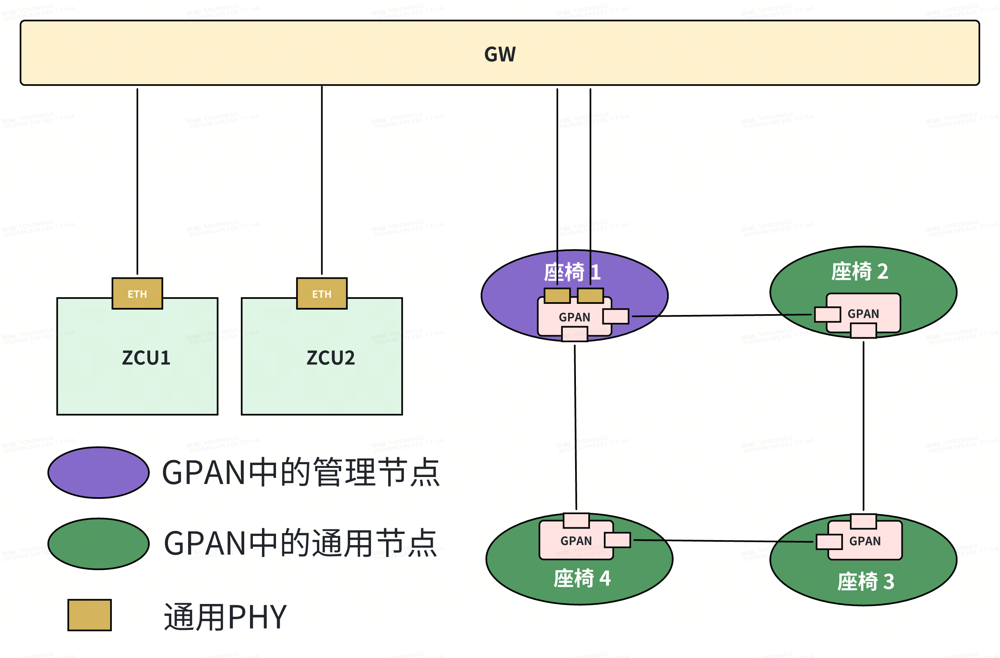 GW
座椅 1
座椅 2
ETH
ETH
GPAN
GPAN
ZCU1
ZCU2
GPAN中的管理节点
GPAN中的通用节点
GPAN
GPAN
座椅 4
座椅 3
通用PHY